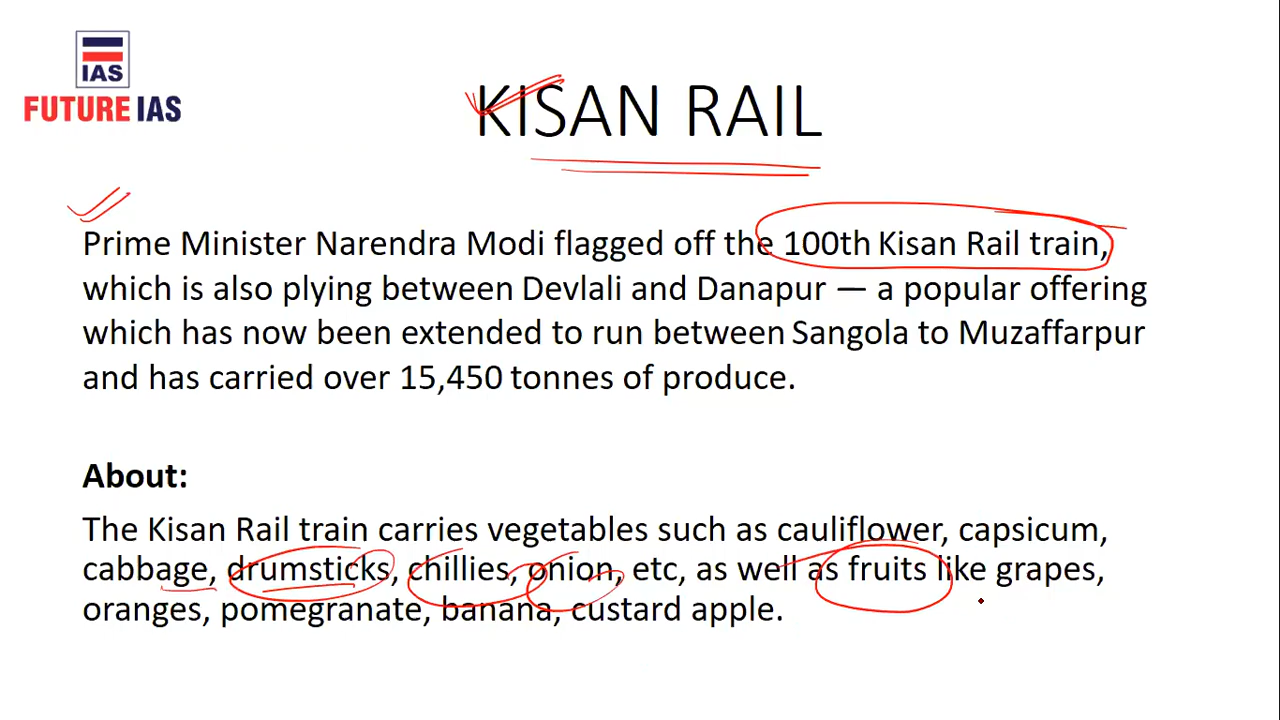 IAS
FUTURE IAS
KISAN RAIL
Prime Minister Narendra Modi flagged off the 100th Kisan Rail train,
which is also plying between Devlali and Danapur — a popular offering
which has now been extended to run between Sangola to Muzaffarpur
and has carried over 15,450 tonnes of produce.
About:
The Kisan Rail train carries vegetables such as cauliflower, capsicum,
cabbage, drumsticks, chillies, onion, etc, as well as fruits like grapes,
oranges, pomegranate, banana, custard apple.